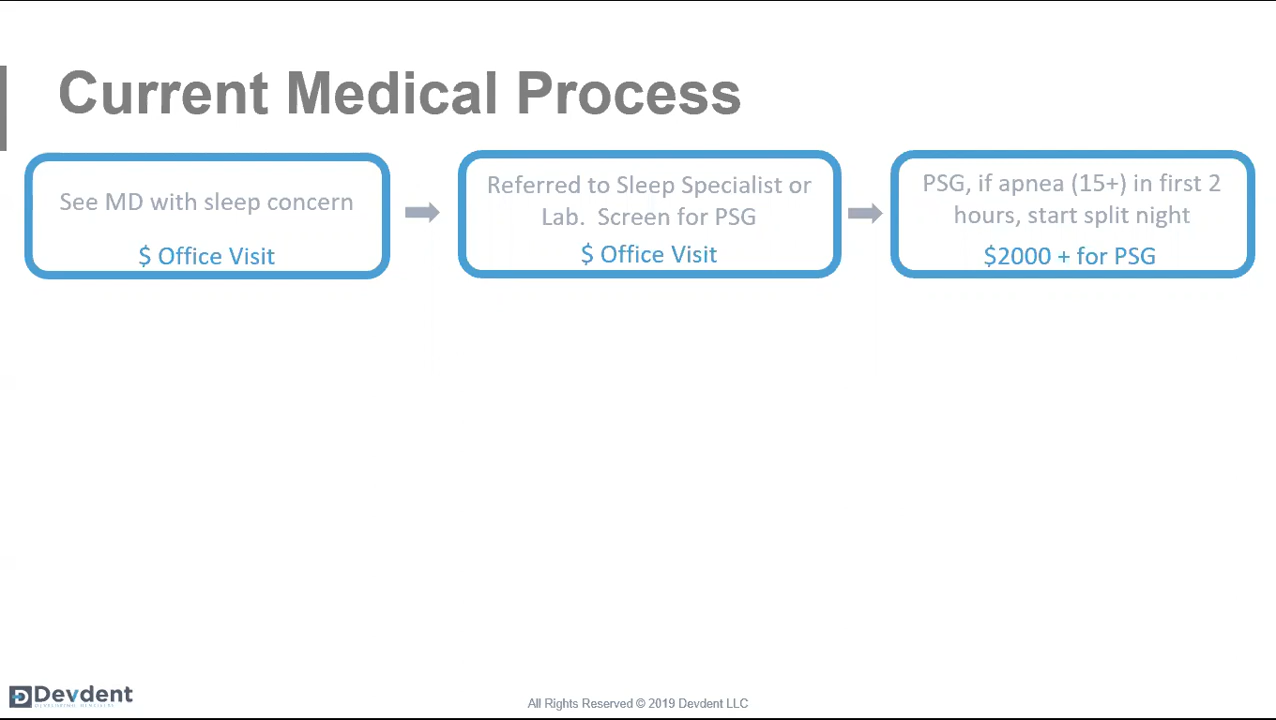 Current Medical Process
See MD with sleep concern
$ Office Visit
Referred to Sleep Specialist or
Lab.  Screen for PSG
$ Office Visit
PSG, if apnea (15+) in first 2
hours, start split night
$2000 + for PSG
Devdent
All Rights Reserved © 2019 Devdent LLC